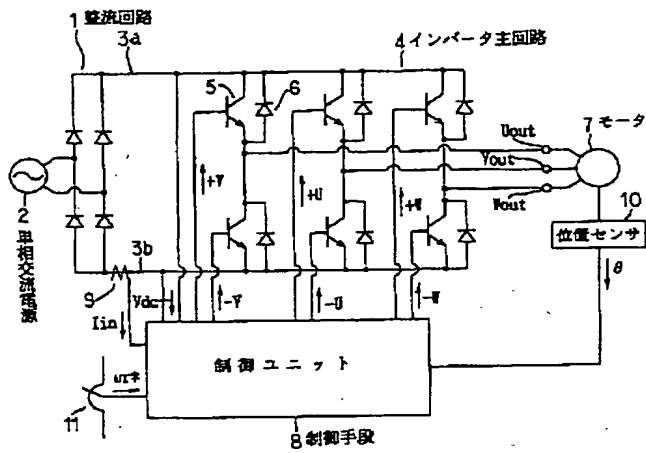 1 整流回路
3a
4 インバータ主回路
5
6
Uout
7 モータ
Vout
Wout
2 単相交流電源
+V
+U
+W
10
位置センサ
θ
3b
9
Vdc
Iin
-V
-U
-W
制御ユニット
11
8 制御手段